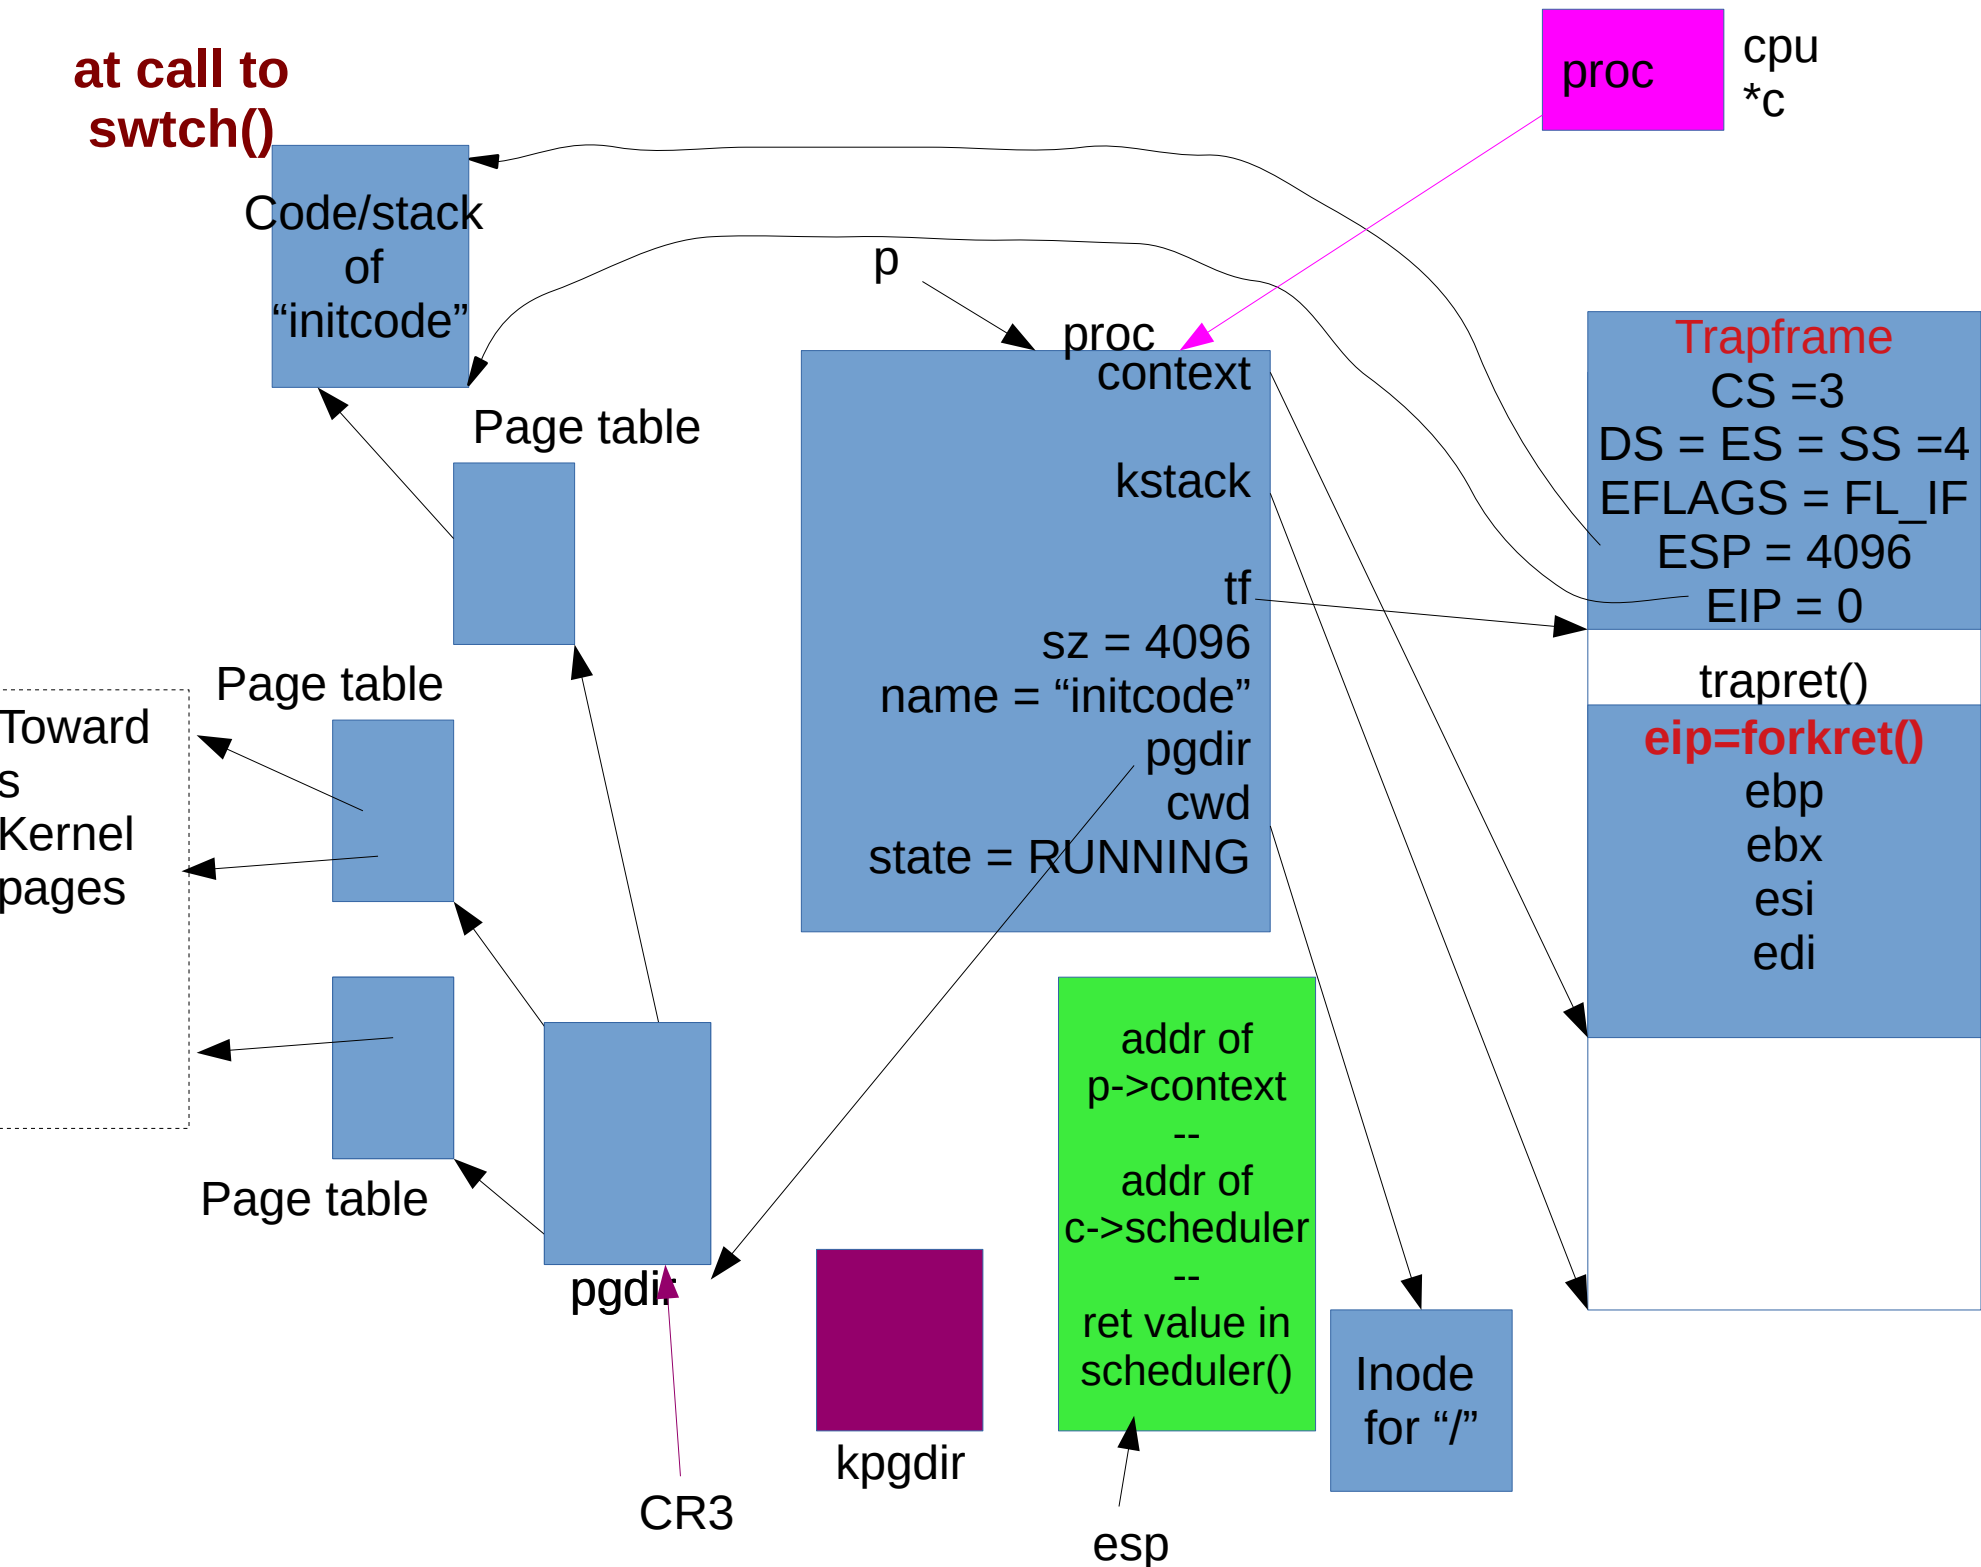 at call to
swtch()
proc
cpu
*c
Code/stack
of
“initcode”
p
proc
context
kstack
tf
sz = 4096
name = “initcode”
pgdir
cwd
state = RUNNING
Trapframe
CS =3
DS = ES = SS =4
EFLAGS = FL_IF
ESP = 4096
EIP = 0
trapret()
eip=forkret()
ebp
ebx
esi
edi
Page table
Page table
Toward
s
Kernel
pages
Page table
pgdir
CR3
kpgdir
addr of
p->context
--
addr of
c->scheduler
--
ret value in
scheduler()
esp
Inode
for “/”